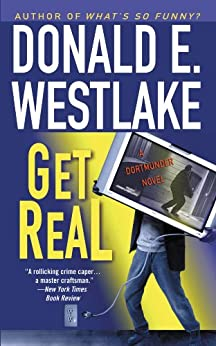 AUTHOR OF WHAT'S SO FUNNY?
DONALD E.
WESTLAKE
GET
REAL
A
DORTMUNDER
NOVEL
"A rollicking crime caper...
a master craftsman."
—New York Times
Book Review